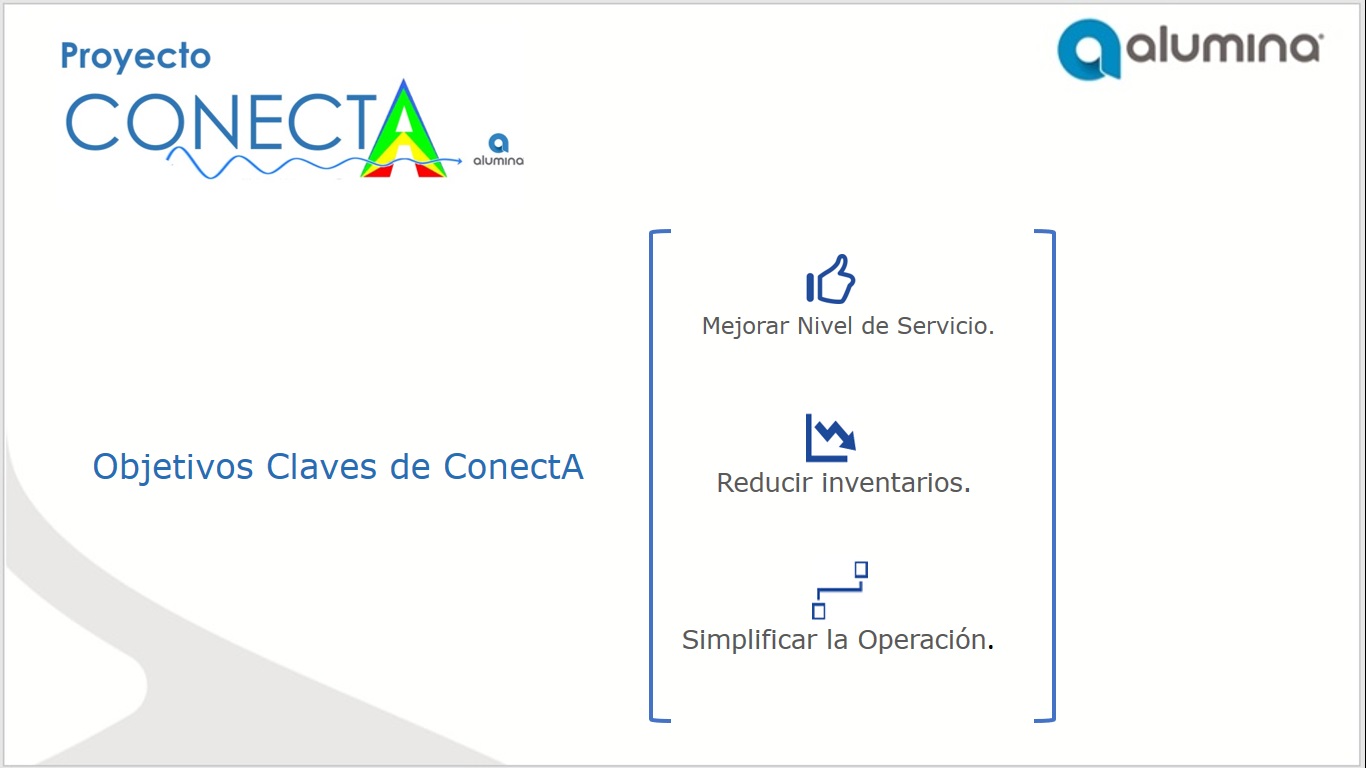 Proyecto
CONECTA
alumina
alumina
Objetivos Claves de ConectA
Mejorar Nivel de Servicio.
Reducir inventarios.
Simplificar la Operación.